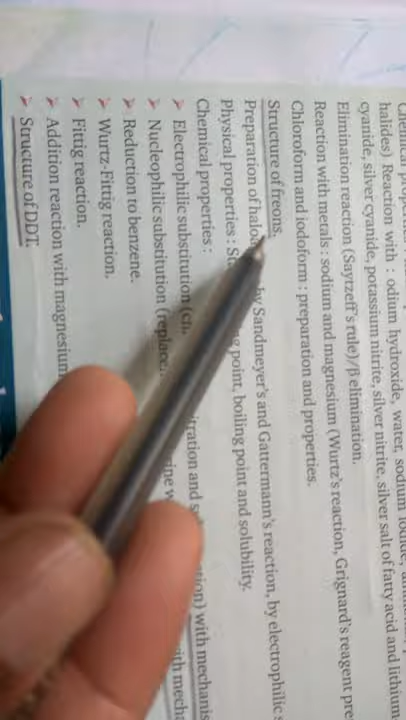 halides) Reaction with : odium hydroxide, water, sodium iodide,
cyanide, silver cyanide, potassium nitrite, silver nitrite, silver salt of fatty acid and lithium
Elimination reaction (Saytzeff's rule)/β elimination.
Reaction with metals : sodium and magnesium (Wurtz's reaction, Grignard's reagent
Chloroform and iodoform : preparation and properties.
Structure of freons.
Preparation of by Sandmeyer's and Gattermann's reaction, by electrophilic
Physical properties : point, boiling point and solubility.
Chemical properties :
➤ Electrophilic substitution and with
➤ Nucleophilic substitution with
➤ Reduction to benzene.
➤ Wurtz-Fittig reaction.
➤ Fittig reaction.
➤ Addition reaction with magnesium
➤ Structure of DDT.